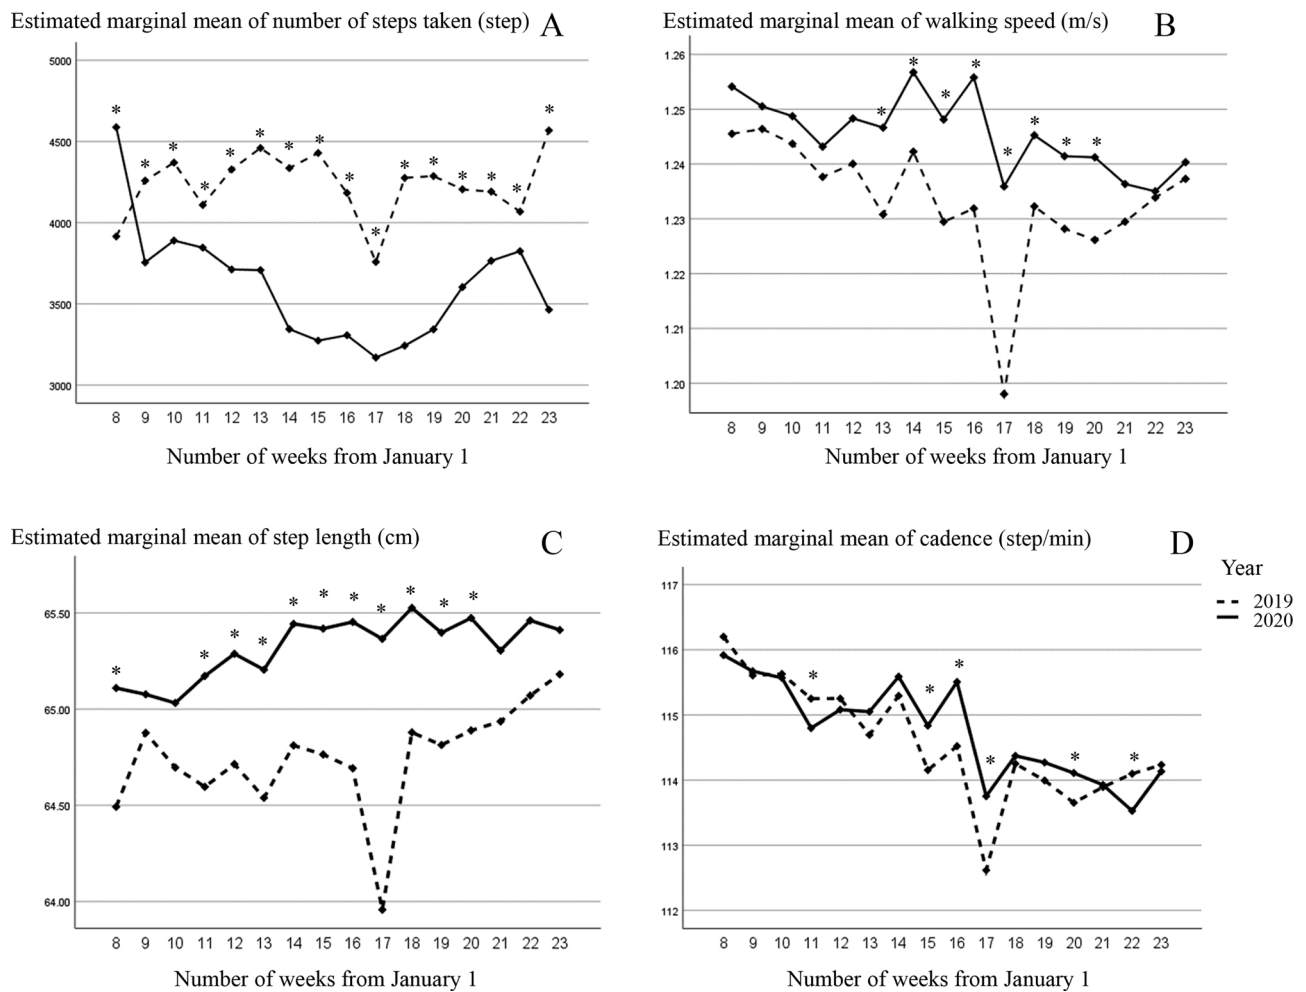 Estimated marginal mean of number of steps taken (step) A
5000
4500
4000
3500
3000
* * * * * * * * * * * * * * * *
8 9 10 11 12 13 14 15 16 17 18 19 20 21 22 23
Number of weeks from January 1
Estimated marginal mean of walking speed (m/s) B
1.26
1.25
1.24
1.23
1.22
1.21
1.20
* * * * * * * *
8 9 10 11 12 13 14 15 16 17 18 19 20 21 22 23
Number of weeks from January 1
Estimated marginal mean of step length (cm) C
65.50
65.00
64.50
64.00
* * * * * * * * * * *
8 9 10 11 12 13 14 15 16 17 18 19 20 21 22 23
Number of weeks from January 1
Estimated marginal mean of cadence (step/min) D
117
116
115
114
113
112
* * * * * *
8 9 10 11 12 13 14 15 16 17 18 19 20 21 22 23
Number of weeks from January 1
Year
2019
2020